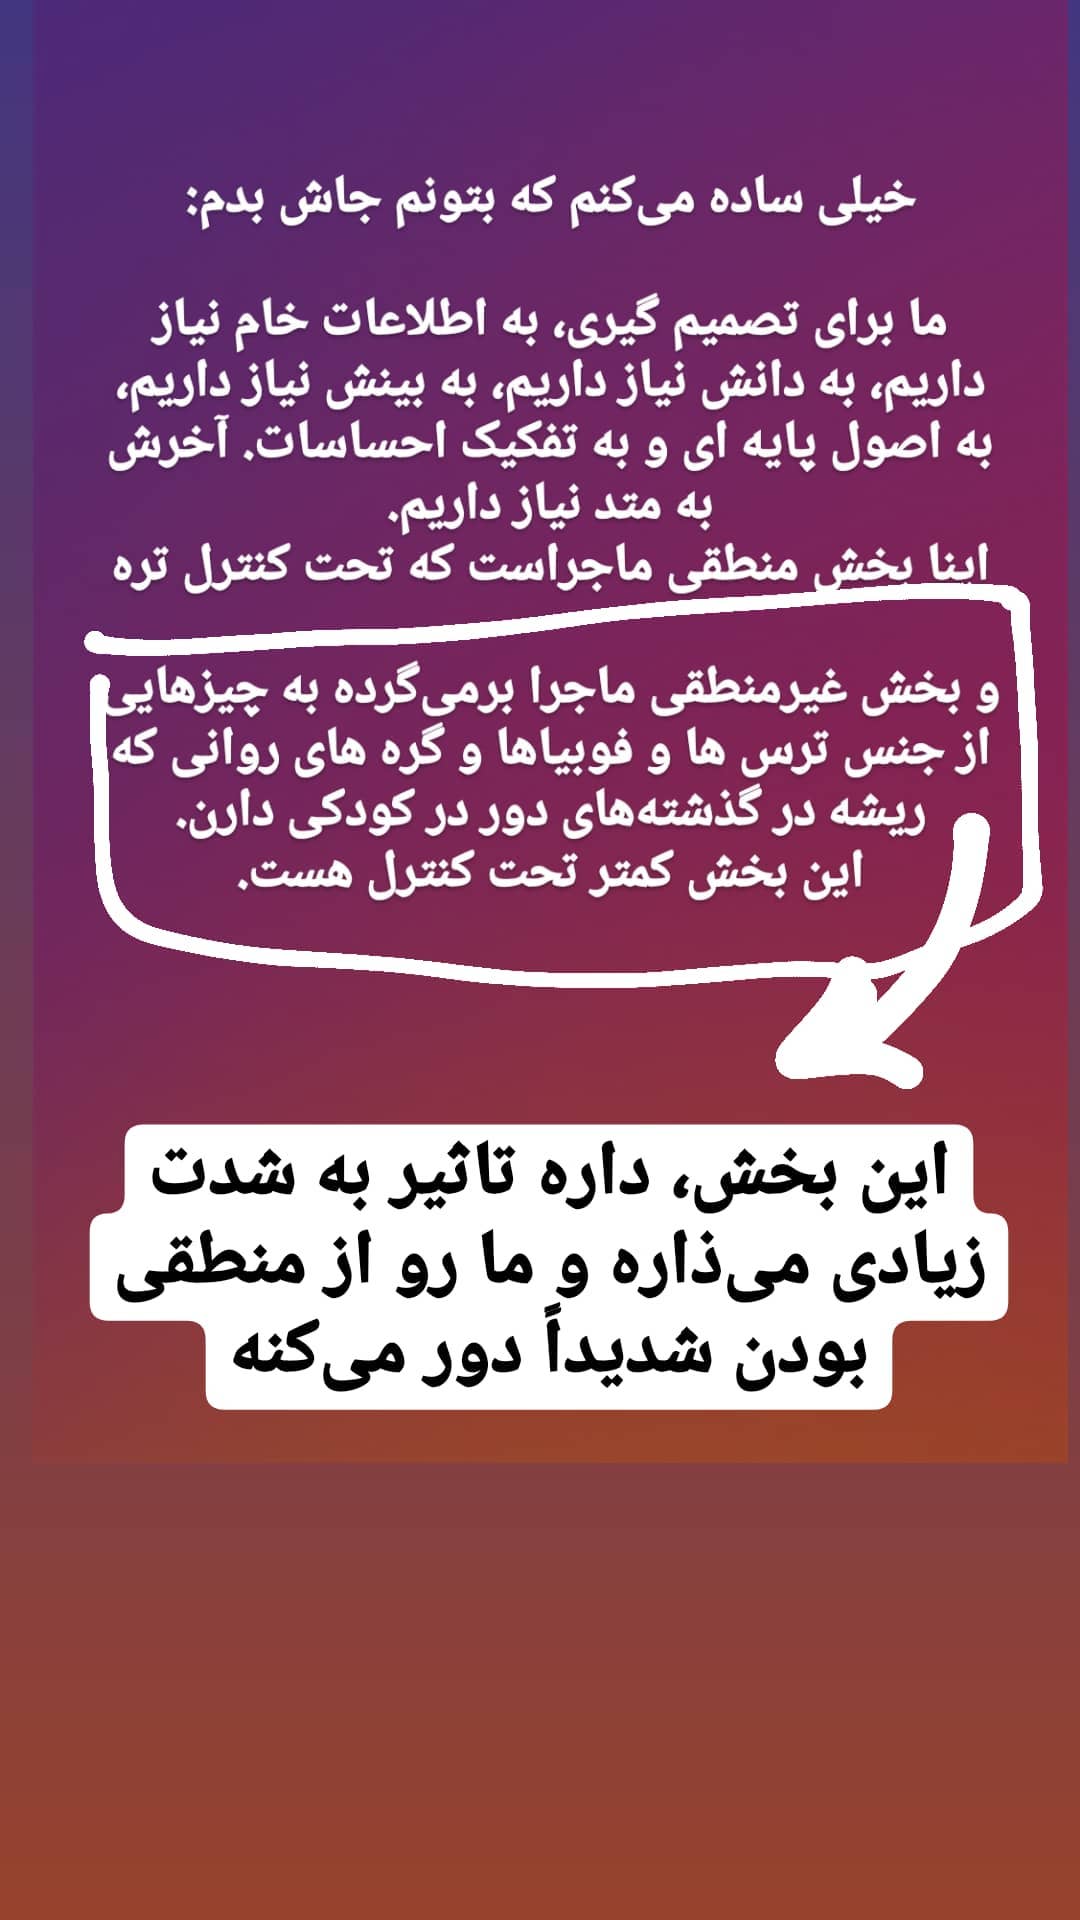 خیلی ساده می‌کنم که بتونم جاش بدم:
ما برای تصمیم گیری، به اطلاعات خام نیاز
داریم، به دانش نیاز داریم، به بینش نیاز داریم،
به اصول پایه ای و به تفکیک احساسات. آخرش
به متد نیاز داریم.
اینا بخش منطقی ماجراست که تحت کنترل تره
و بخش غیرمنطقی ماجرا برمی‌گرده به چیزهایی
از جنس ترس ها و فوبیاها و گره های روانی که
ریشه در گذشته‌های دور در کودکی دارن.
این بخش کمتر تحت کنترل هست.
این بخش، داره تاثیر به شدت
زیادی می‌ذاره و ما رو از منطقی
بودن شدیداً دور می‌کنه